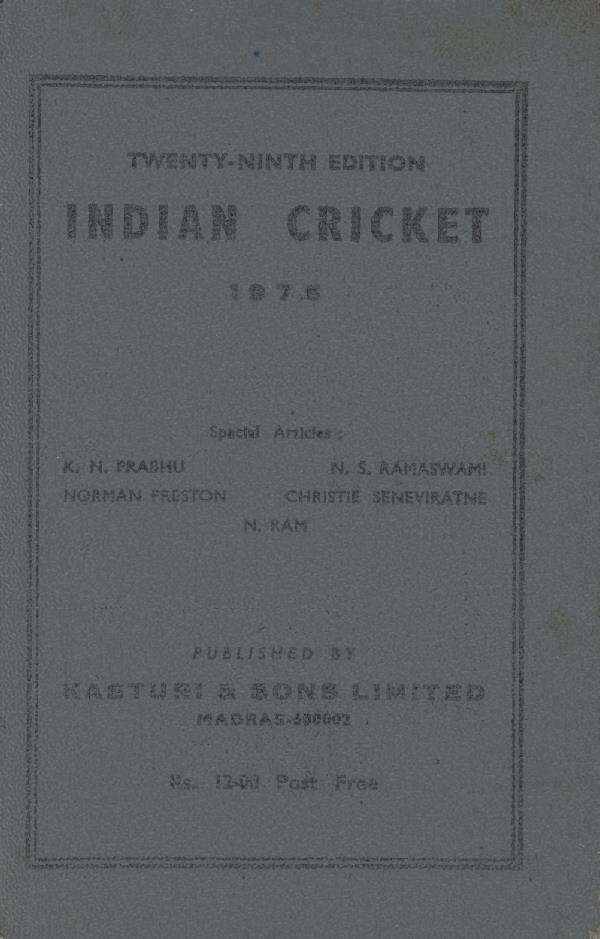 TWENTY-NINTH EDITION
INDIAN CRICKET
1975
Special Articles :
K. N. PRABHU N. S. RAMASWAMI
NORMAN PRESTON CHRISTIE SENEVIRATNE
N. RAM
PUBLISHED BY
KASTURI & SONS LIMITED
MADRAS-600002
Rs. 12-00 Post Free